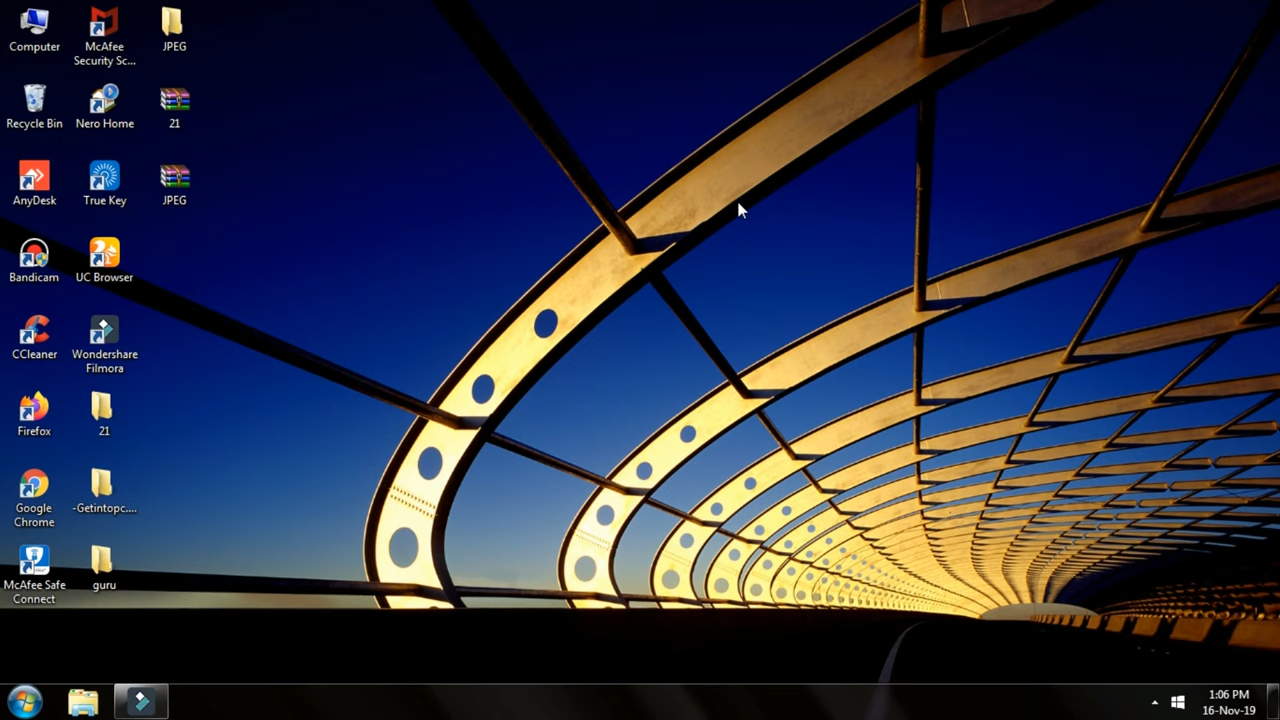 Computer
McAfee
Security Sc...
JPEG
Recycle Bin
Nero Home
21
AnyDesk
True Key
JPEG
Bandicam
UC Browser
CCleaner
Wondershare
Filmora
Firefox
21
Google
Chrome
-Getintopc....
McAfee Safe
Connect
guru
1:06 PM
16-Nov-19